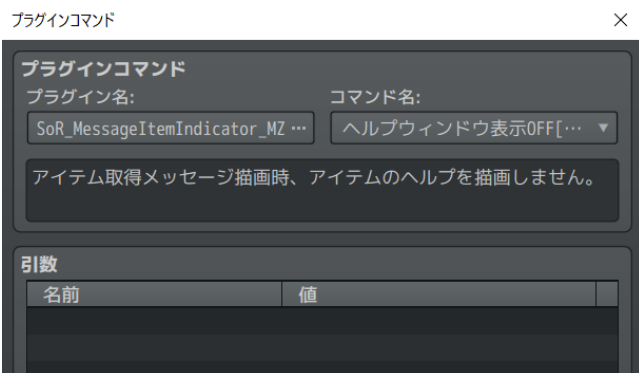 プラグインコマンド
プラグインコマンド
プラグイン名:
コマンド名:
SoR_MessageItemIndicator_MZ …
ヘルプウィンドウ表示OFF[…
アイテム取得メッセージ描画時、アイテムのヘルプを描画しません。
引数
名前
値